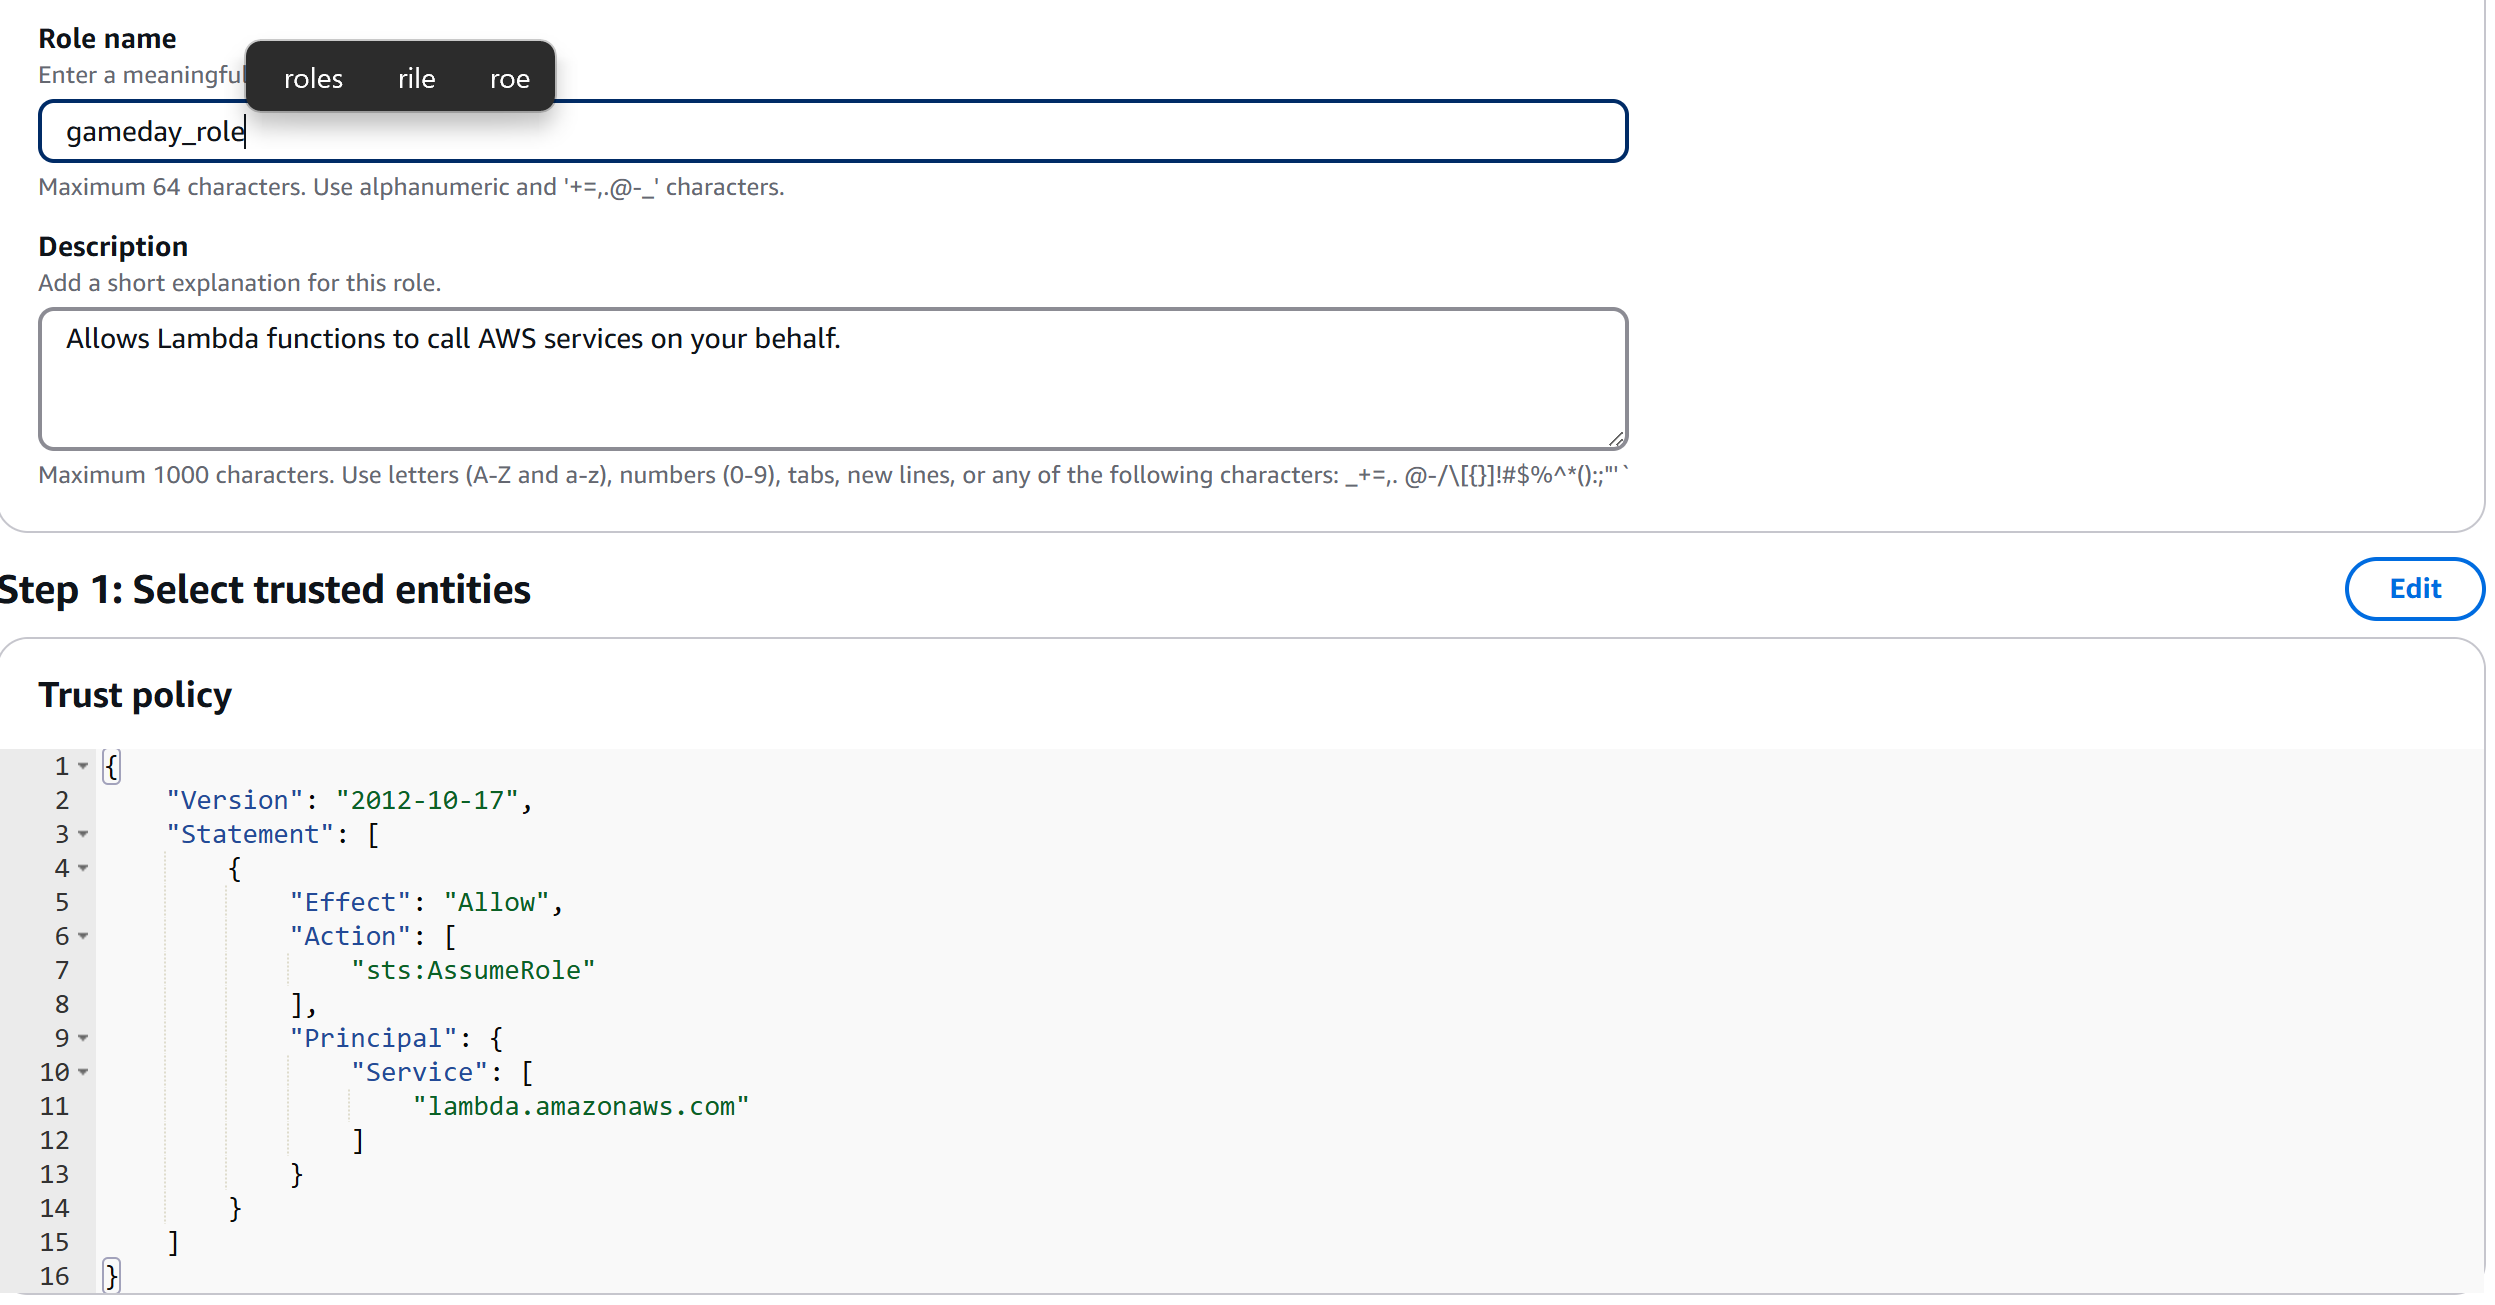 Role name
Enter a meaningful
roles rile roe
gameday_role
Maximum 64 characters. Use alphanumeric and '+=,.@-_' characters.
Description
Add a short explanation for this role.
Allows Lambda functions to call AWS services on your behalf.
Maximum 1000 characters. Use letters (A-Z and a-z), numbers (0-9), tabs, new lines, or any of the following characters: _+=,. @-/\[{}]!#$%^*();:"'`
Step 1: Select trusted entities
Edit
Trust policy
1 {
2 "Version": "2012-10-17",
3 "Statement": [
4 {
5 "Effect": "Allow",
6 "Action": [
7 "sts:AssumeRole"
8 ],
9 "Principal": {
10 "Service": [
11 "lambda.amazonaws.com"
12 ]
13 }
14 }
15 ]
16 }